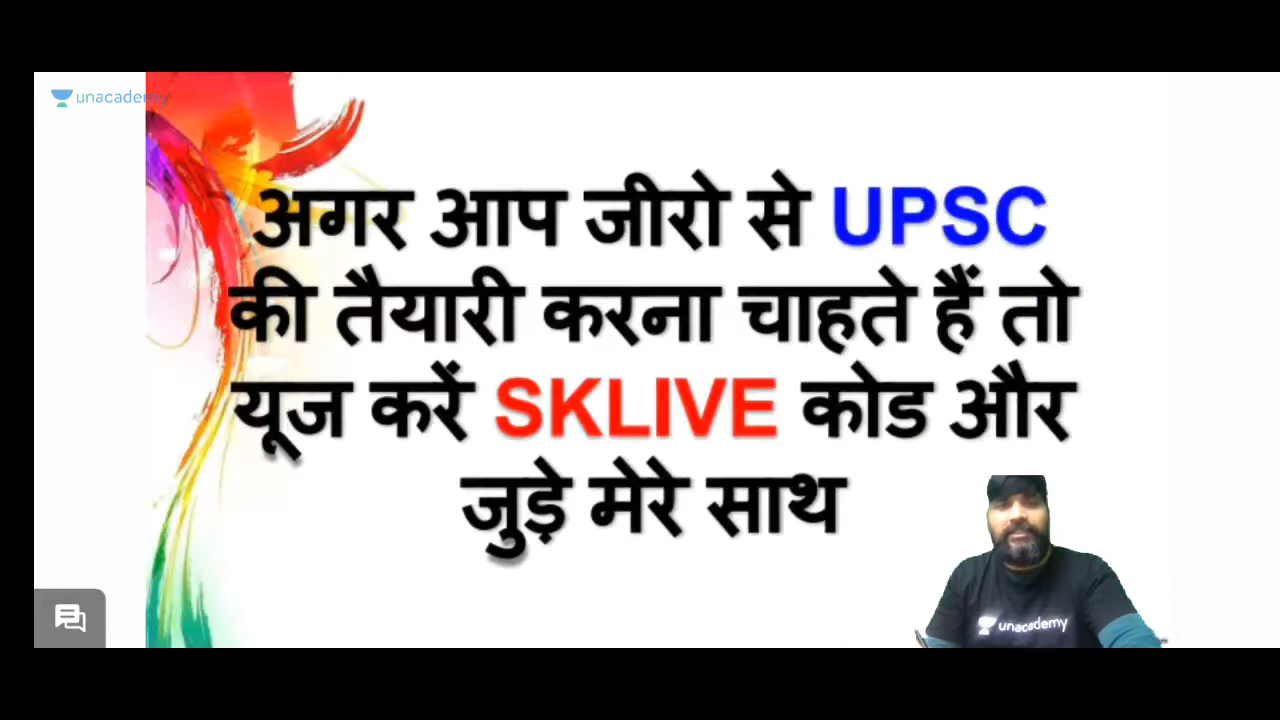 unacademy
अगर आप जीरो से UPSC
की तैयारी करना चाहते हैं तो
यूज करें SKLIVE कोड और
जुड़े मेरे साथ
unacademy